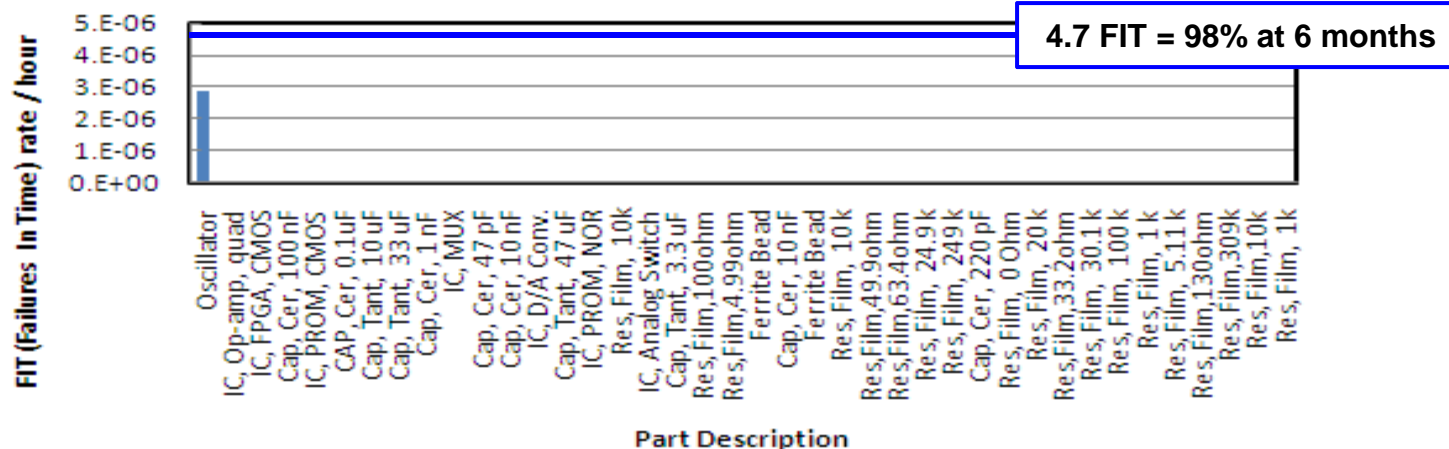 4.7 FIT = 98% at 6 months
FIT (Failures In Time) rate / hour
5.E-06
4.E-06
3.E-06
2.E-06
1.E-06
0.E+00
Oscillator
IC, Op-amp, quad
IC, FPGA, CMOS
Cap, Cer, 100 nF
IC, PROM, CMOS
CAP, Cer, 0.1uF
Cap, Tant, 10 uF
Cap, Tant, 33 uF
Cap, Cer, 1 nF
IC, MUX
Cap, Cer, 47 pF
Cap, Cer, 10 nF
IC, D/A Conv.
Cap, Tant, 47 uF
IC, PROM, NOR
Res, Film, 10k
IC, Analog Switch
Cap, Tant, 3.3 uF
Res, Film,100ohm
Res,Film,4.99ohm
Ferrite Bead
Cap, Cer, 10 nF
Ferrite Bead
Res, Film, 10 k
Res,Film,49.9ohm
Res,Film,63.4ohm
Res, Film, 24.9 k
Res, Film, 249 k
Cap, Cer, 220 pF
Res, Film, 0 Ohm
Res, Film, 20 k
Res,Film,33.2ohm
Res, Film, 30.1 k
Res, Film, 100 k
Res, Film, 1 k
Res, Film, 5.11 k
Res, Film,130ohm
Res, Film,309k
Res, Film,10k
Res, Film, 1k
Part Description